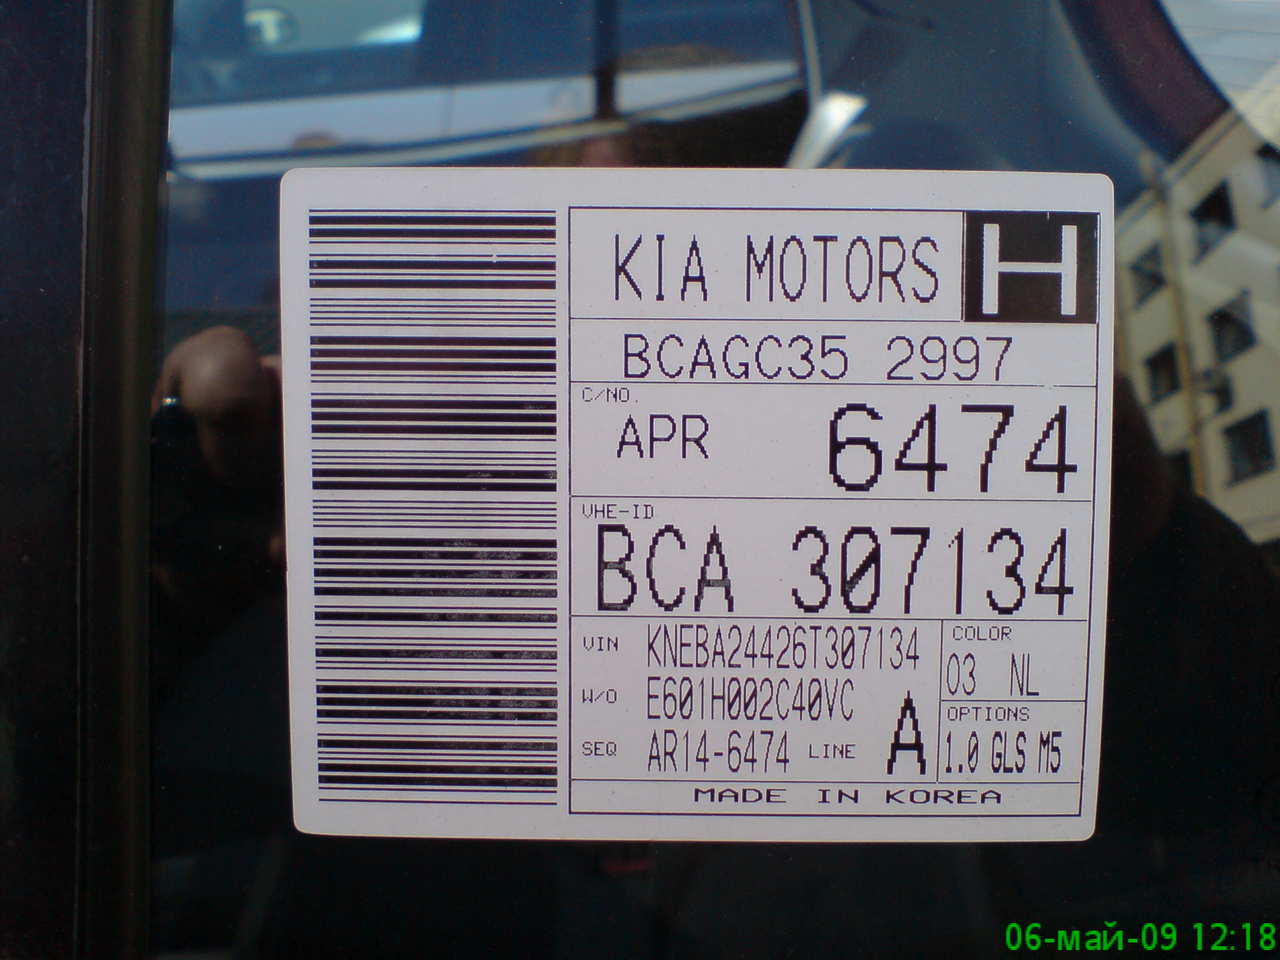 KIA MOTORS H
BCAGC35 2997
C/NO.
APR 6474
VHE-ID
BCA 307134
VIN KNEBA24426T307134
COLOR
03 NL
W/O E601H002C40VC
OPTIONS
1.0 GLS M5
SEQ AR14-6474 LINE A
MADE IN KOREA
06-май-09 12:18